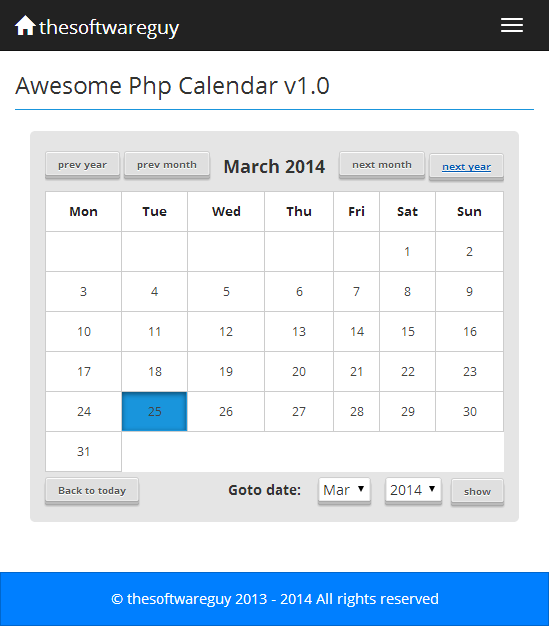 thesoftwareguy
Awesome Php Calendar v1.0
prev year prev month March 2014 next month next year
Mon Tue Wed Thu Fri Sat Sun
1 2
3 4 5 6 7 8 9
10 11 12 13 14 15 16
17 18 19 20 21 22 23
24 25 26 27 28 29 30
31
Back to today Goto date: Mar 2014 show
© thesoftwareguy 2013 - 2014 All rights reserved